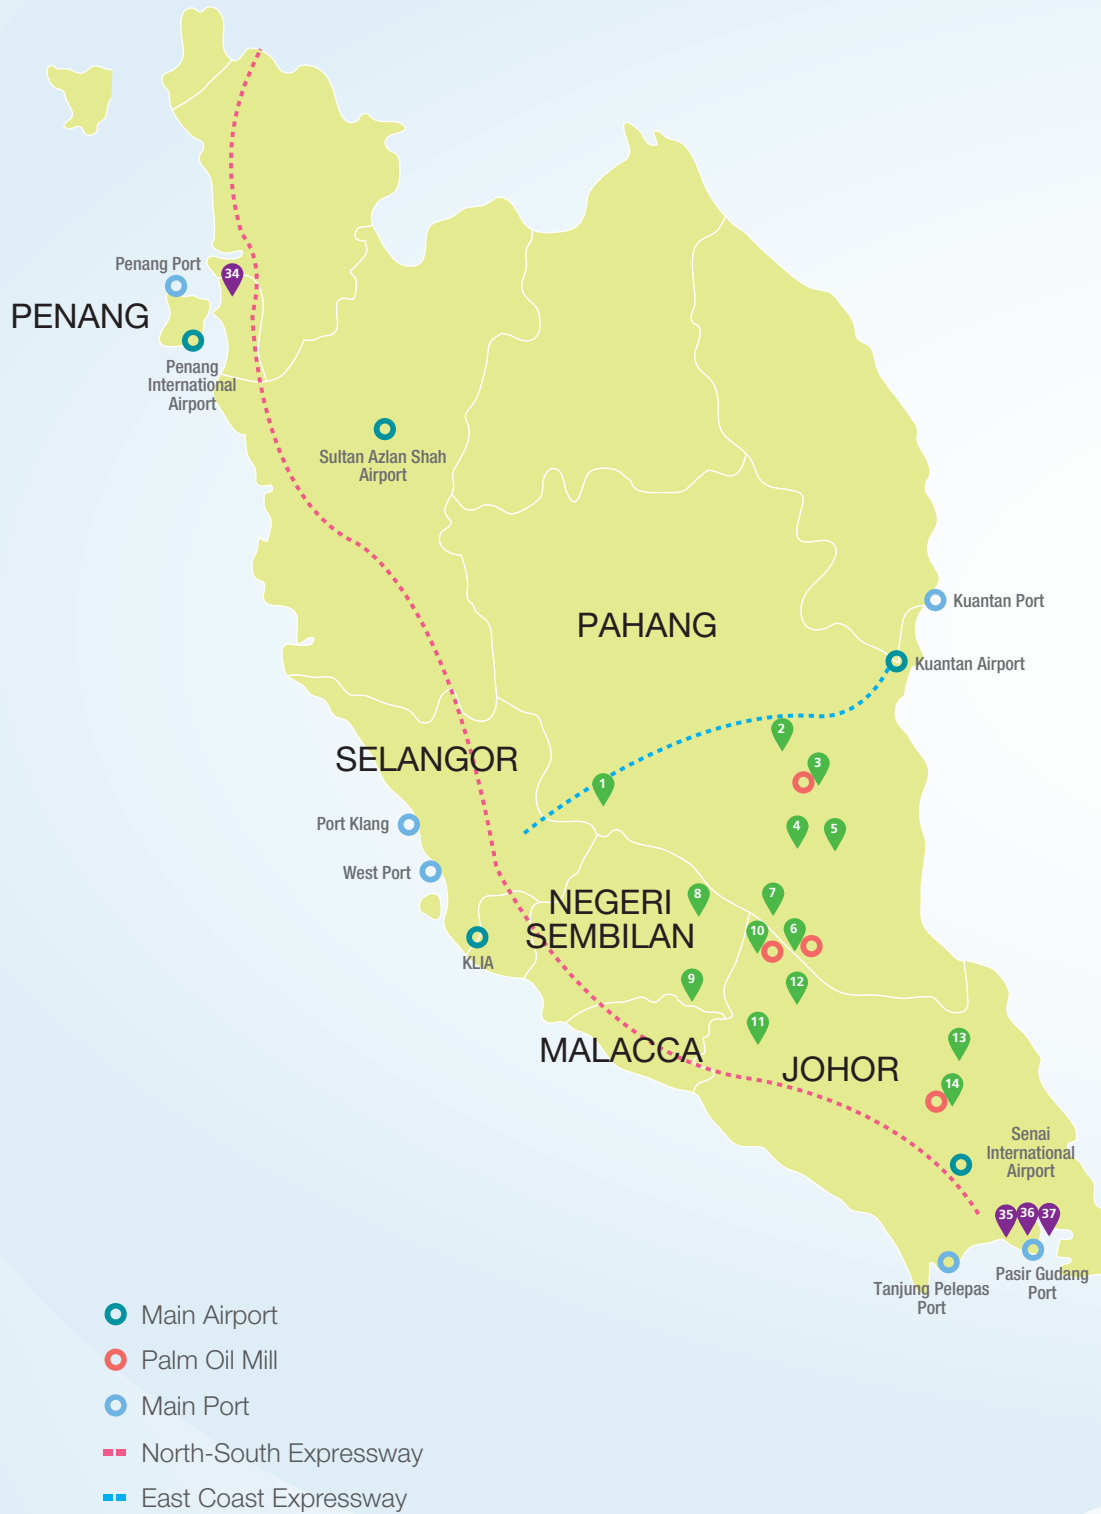 Penang Port
34
PENANG
Penang
International
Airport
Sultan Azlan Shah
Airport
Kuantan Port
PAHANG
Kuantan Airport
2
SELANGOR
3
1
Port Klang
4
5
West Port
8
7
NEGERI
SEMBILAN
10
6
KLIA
9
12
11
MALACCA
13
JOHOR
14
Senai
International
Airport
35
36
37
Tanjung Pelepas
Port
Pasir Gudang
Port
Main Airport
Palm Oil Mill
Main Port
North-South Expressway
East Coast Expressway